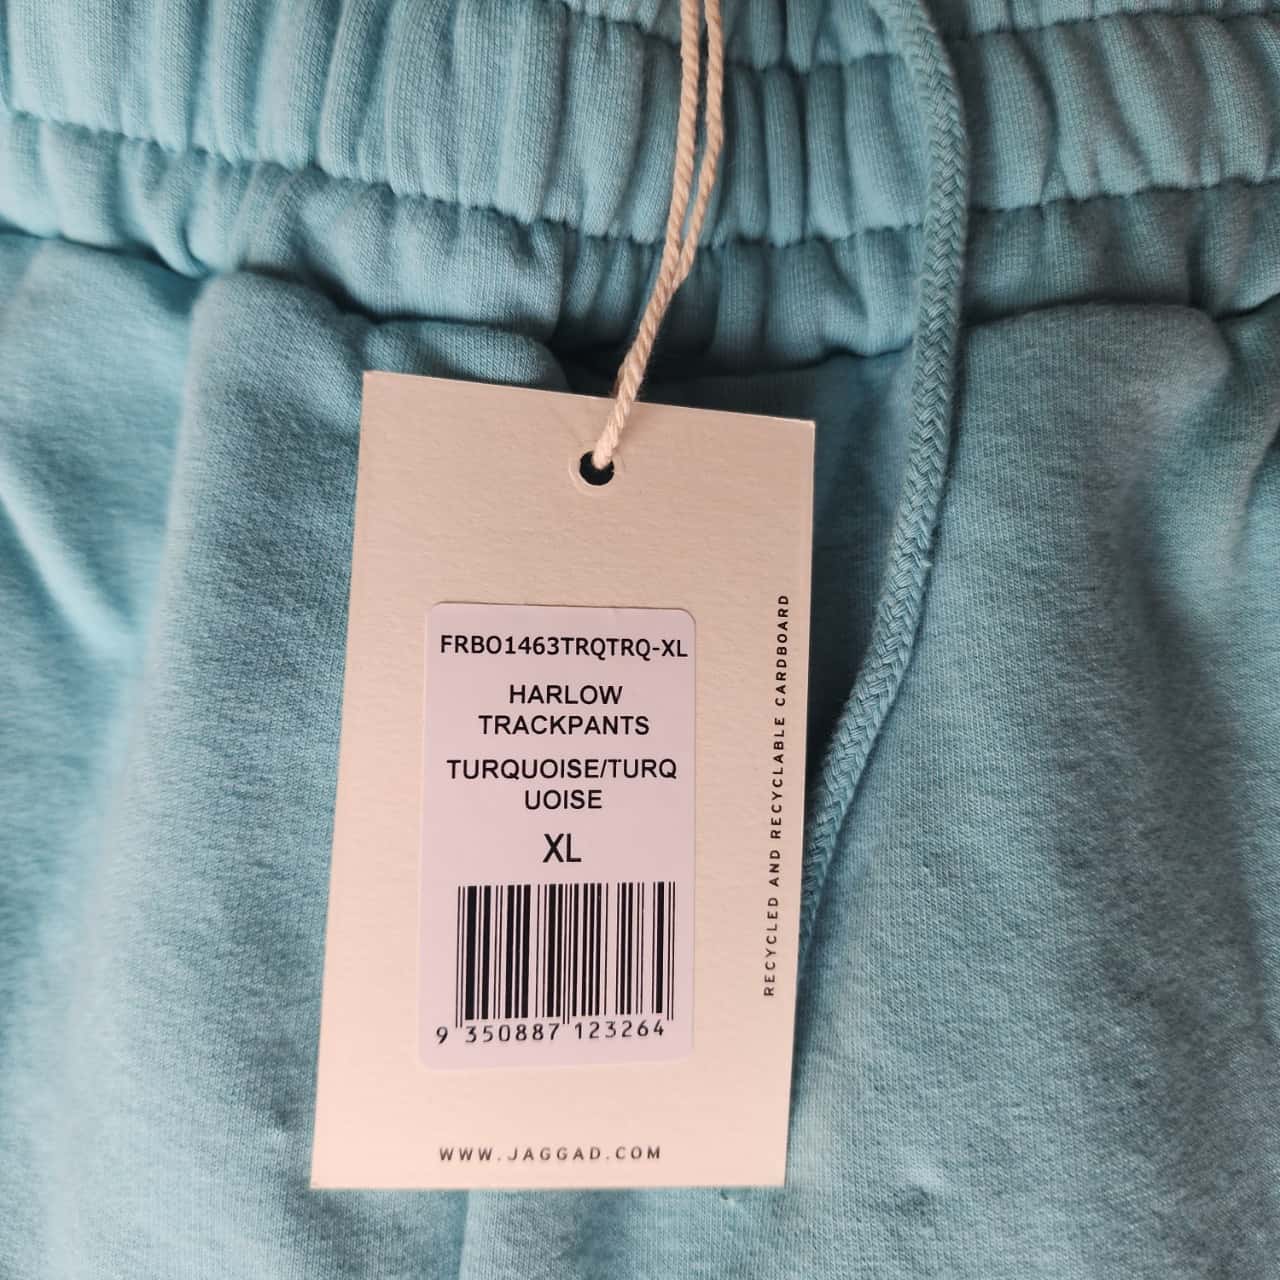 FRBO1463TRQTRQ-XL
HARLOW
TRACKPANTS
TURQUOISE/TURQ
UOISE
XL
9 350887 123264
RECYCLED AND RECYCLABLE CARDBOARD
WWW.JAGGAD.COM